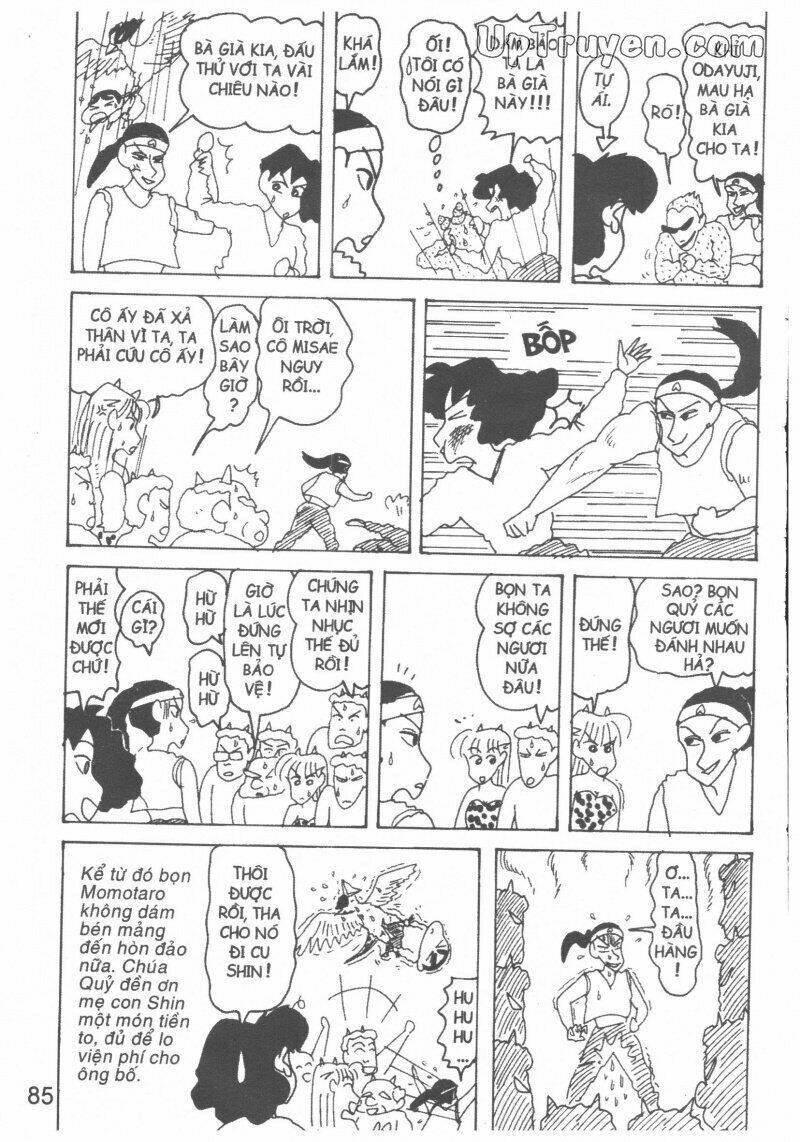 UpTruyen.com
BÀ GIÀ KIA, ĐẤU
THỬ VỚI TA VÀI
CHIÊU NÀO!
KHÁ
LẮM!
ỐI!
TÔI CÓ
NÓI GÌ
ĐÂU!
DÁM BẢO
TA LÀ
BÀ GIÀ
NÀY!!!
TỰ
ÁI.
RÕ!
KHỈ
ODAYUJI,
MAU HẠ
BÀ GIÀ
KIA
CHO TA!
CÔ ẤY ĐÃ XẢ
THÂN VÌ TA, TA
PHẢI CỨU CÔ ẤY!
LÀM
SAO
BÂY
GIỜ
?
ÔI TRỜI,
CÔ MISAE
NGUY
RỒI...
BỐP
PHẢI
THẾ
MỚI
ĐƯỢC
CHỨ!
CÁI
GÌ?
HỪ
HỪ
HỪ
HỪ
GIỜ
LÀ LÚC
ĐỨNG
LÊN TỰ
BẢO
VỆ!
CHÚNG
TA NHỊN
NHỤC
THẾ ĐỦ
RỒI!
BỌN TA
KHÔNG
SỢ CÁC
NGƯƠI
NỮA
ĐÂU!
ĐÚNG
THẾ!
SAO? BỌN
QUỶ CÁC
NGƯƠI MUỐN
ĐÁNH NHAU
HẢ?
Kể từ đó bọn
Momotaro
không dám
bén mảng
đến hòn đảo
nữa. Chúa
Quỷ đền ơn
mẹ con Shin
một món tiền
to, đủ để lo
viện phí cho
ông bố.
THÔI
ĐƯỢC
RỒI, THA
CHO NÓ
ĐI CU
SHIN!
HU
HU
HU
...
Ơ...
TA...
TA...
ĐẦU
HÀNG
!
85